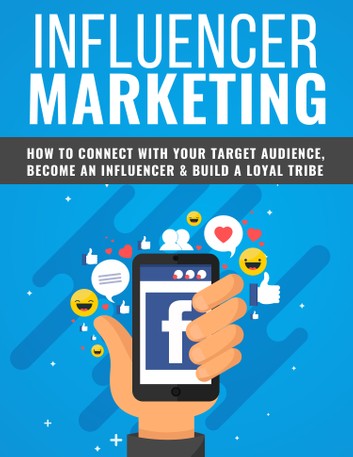 INFLUENCER
MARKETING
HOW TO CONNECT WITH YOUR TARGET AUDIENCE,
BECOME AN INFLUENCER & BUILD A LOYAL TRIBE
f